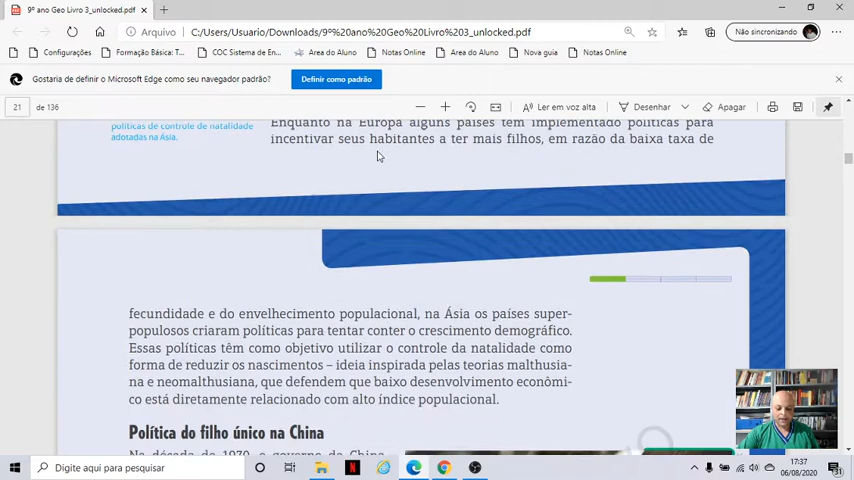 9º ano Geo Livro 3_unlocked.pdf
Arquivo
C:/Users/Usuario/Downloads/9º%20ano%20Geo%20Livro%203_unlocked.pdf
Não sincronizando
Configurações
Formação Básica: T...
COC Sistema de En...
Area do Aluno
Notas Online
Area do Aluno
Nova guia
Notas Online
Gostaria de definir o Microsoft Edge como seu navegador padrão?
Definir como padrão
21
de 136
Ler em voz alta
Desenhar
Apagar
políticas de controle de natalidade
adotadas na Ásia.
Enquanto na Europa alguns países têm implementado políticas para
incentivar seus habitantes a ter mais filhos, em razão da baixa taxa de
fecundidade e do envelhecimento populacional, na Ásia os países super-
populosos criaram políticas para tentar conter o crescimento demográfico.
Essas políticas têm como objetivo utilizar o controle da natalidade como
forma de reduzir os nascimentos – ideia inspirada pelas teorias malthusia-
na e neomalthusiana, que defendem que baixo desenvolvimento econômi-
co está diretamente relacionado com alto índice populacional.
Política do filho único na China
Na década de 1970, o governo da China
Digite aqui para pesquisar
17:37
06/08/2020
31